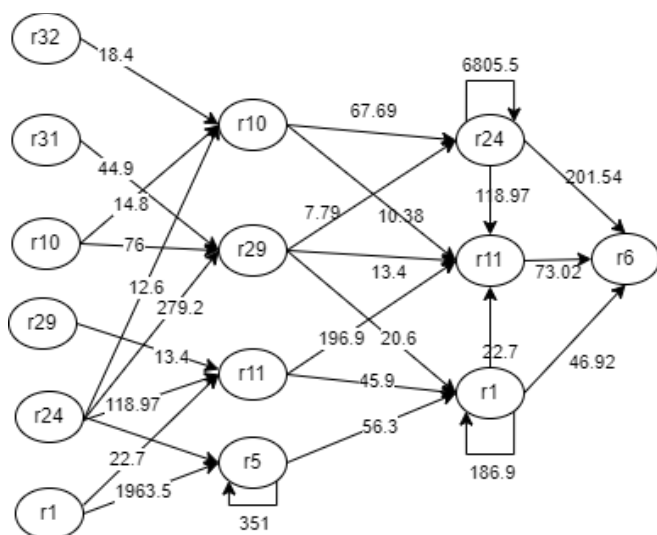 r32
18.4
6805.5
r10
67.69
r24
r31
44.9
201.54
14.8
7.79
118.97
10.38
r10
76
r29
13.4
r11
73.02
r6
12.6
279.2
r29
13.4
196.9
20.6
22.7
46.92
118.97
r11
45.9
r1
r24
56.3
22.7
r5
186.9
1963.5
r1
351